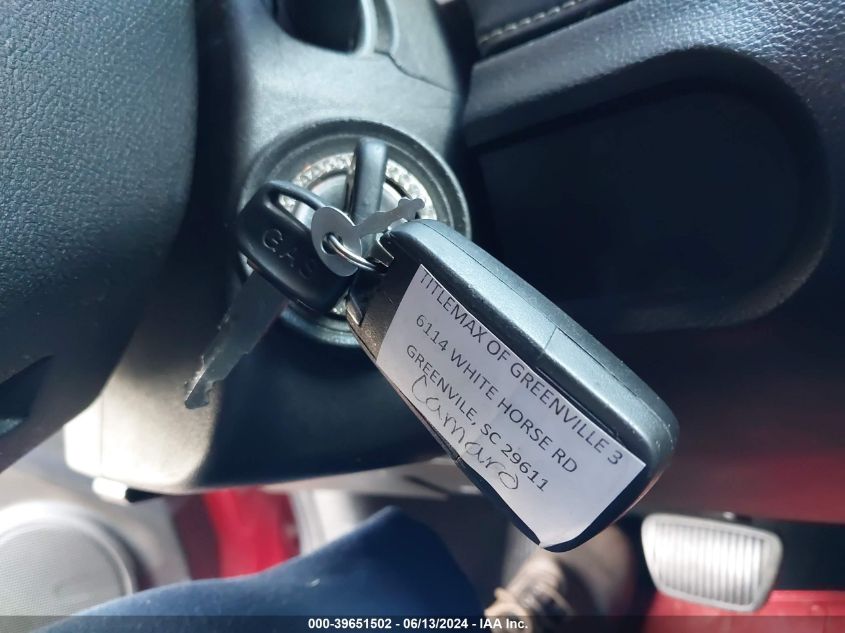 GAS
TITLEMAX OF GREENVILLE 3
6114 WHITE HORSE RD
GREENVILE, SC 29611
Camaro
000-39651502 - 06/13/2024 - IAA Inc.